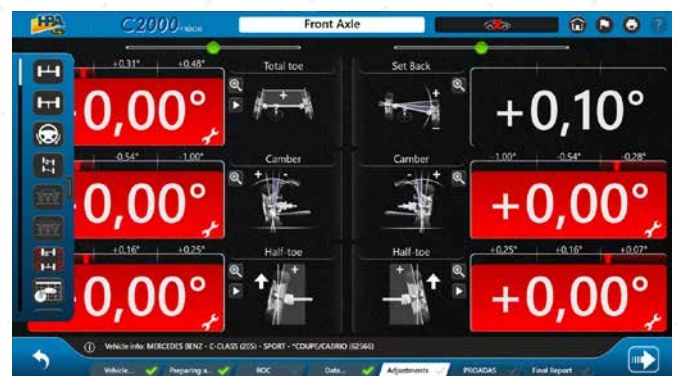 HPA C2000 Front Axle ?
+0.31° +0.48° Total toe Set Back
0,00° + - +0,10°
-0.54° -1.00° Camber Camber -1.00° -0.54° -0.28°
0,00° + - + - +0,00°
+0.16° +0.25° Half-toe Half-toe +0.25° +0.16° +0.07°
0,00° + + +0,00°
Vehicle info: MERCEDES BENZ - C-CLASS (205) - SPORT - *COUPE/CABRIO (62566)
Vehicle... Preparing a... ROC Data... Adjustments PROADAS Final Report